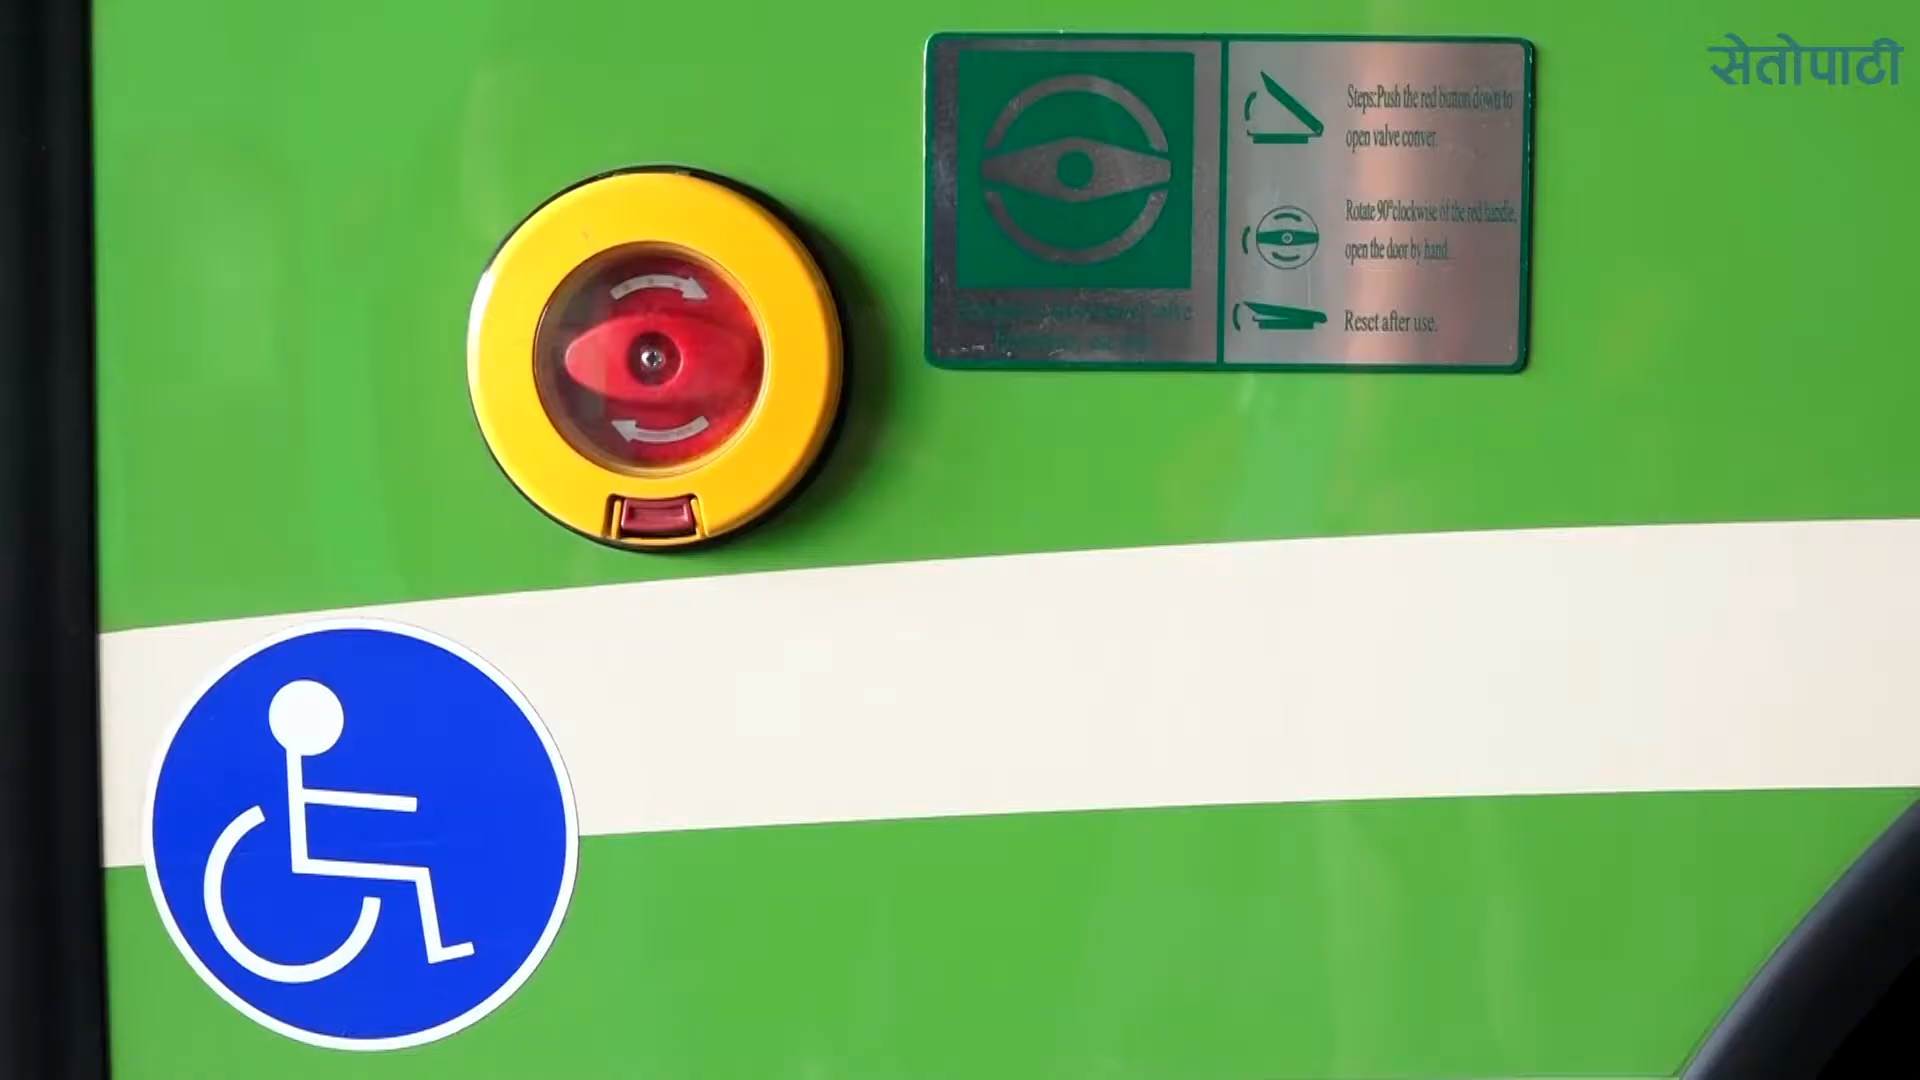 सेतोपाटी
Steps:Push the red button down to
open valve conver.
Rotate 90°clockwise of the red handle,
open the door by hand.
Reset after use.
valve